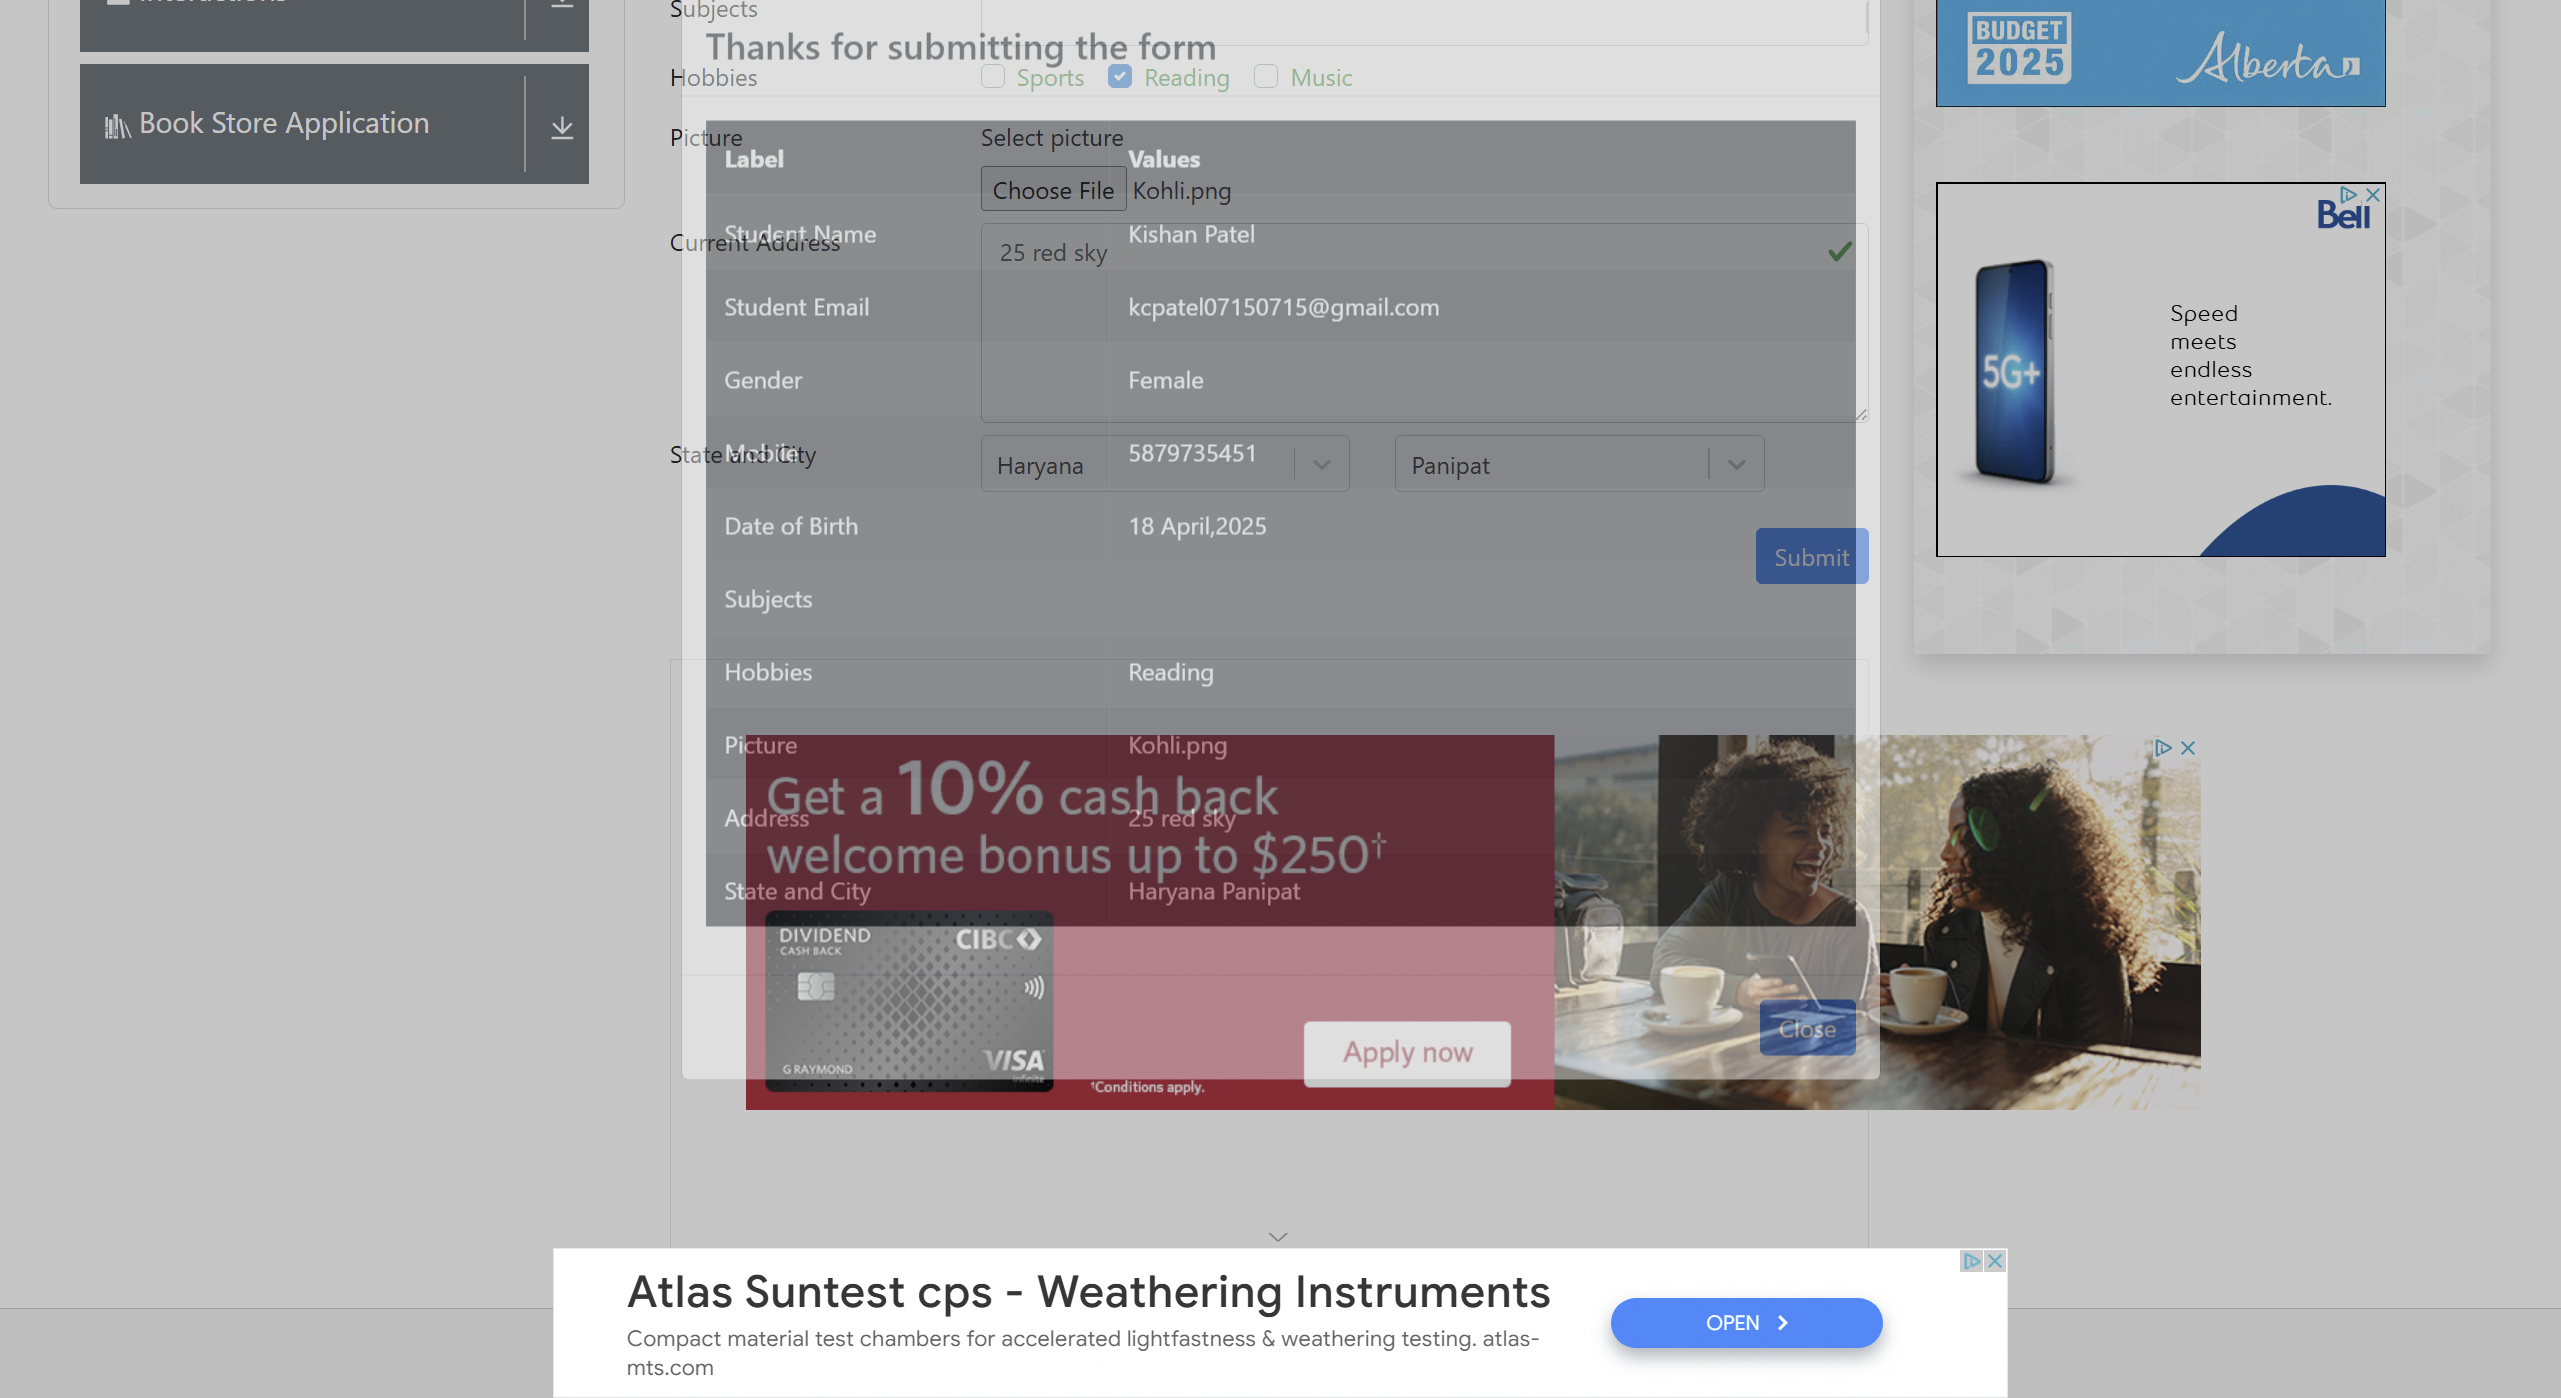 Book Store Application
Subjects
Thanks for submitting the form
Hobbies
Sports
Reading
Music
Picture
Select picture
Label
Values
Choose File
Kohli.png
Current Address
25 red sky
Student Name
Kishan Patel
Student Email
kcpatel07150715@gmail.com
Gender
Female
State and City
Haryana
Panipat
Mobile
5879735451
Date of Birth
18 April,2025
Submit
Subjects
Hobbies
Reading
Picture
Kohli.png
Address
25 red sky
State and City
Haryana Panipat
Close
Get a 10% cash back
welcome bonus up to $250†
DIVIDEND
CASH BACK
CIBC
G RAYMOND
VISA
Infinite
†Conditions apply.
Apply now
BUDGET
2025
Alberta
Bell
5G+
Speed
meets
endless
entertainment.
Atlas Suntest cps - Weathering Instruments
Compact material test chambers for accelerated lightfastness & weathering testing. atlas-
mts.com
OPEN